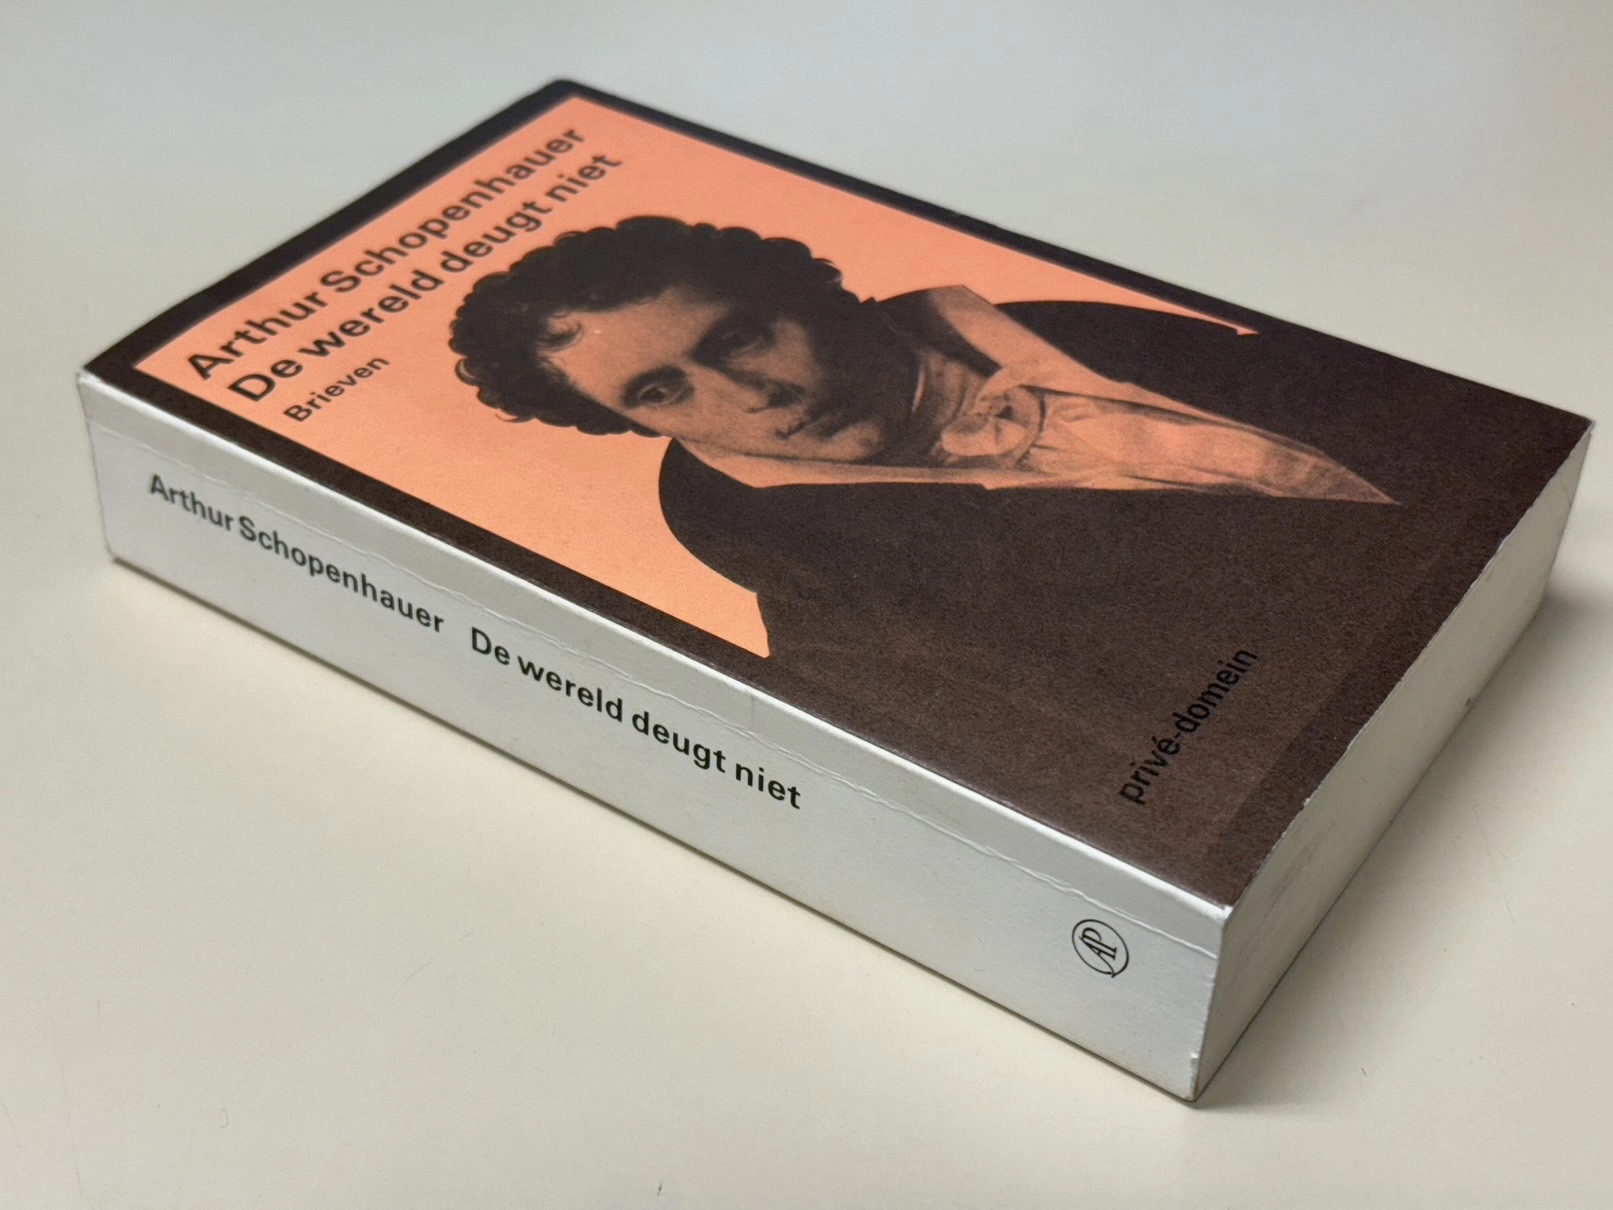 Arthur Schopenhauer
De wereld deugt niet
Brieven
privé-domein
Arthur Schopenhauer De wereld deugt niet
AP